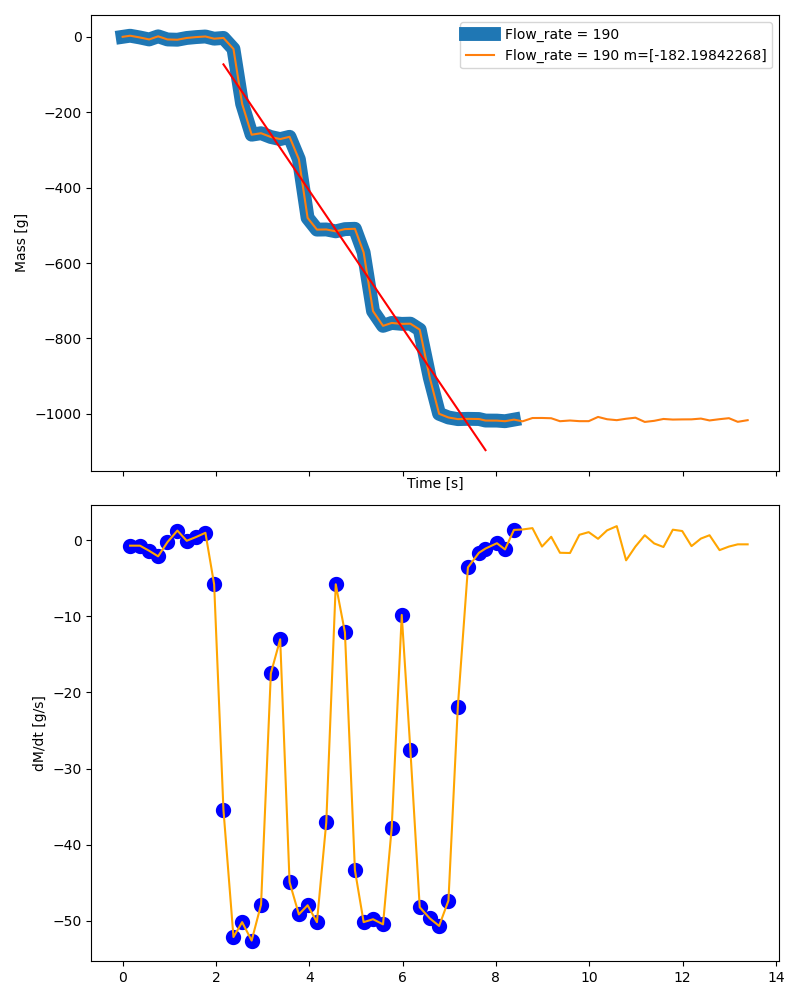 Flow_rate = 190
Flow_rate = 190 m=[-182.19842268]
0
−200
−400
−600
−800
−1000
Mass [g]
Time [s]
0
−10
−20
−30
−40
−50
dM/dt [g/s]
0 2 4 6 8 10 12 14